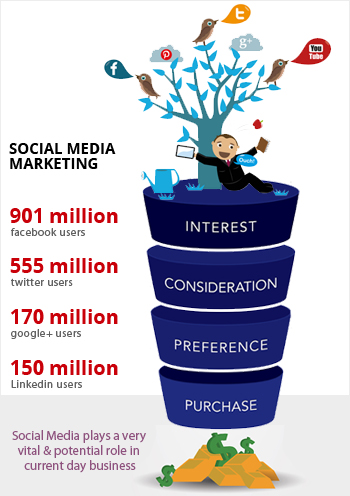 f
P
t
g+
You
Tube
Ouch!
SOCIAL MEDIA
MARKETING
901 million
facebook users
555 million
twitter users
170 million
google+ users
150 million
Linkedin users
INTEREST
CONSIDERATION
PREFERENCE
PURCHASE
$
$
$
$
Social Media plays a very
vital & potential role in
current day business